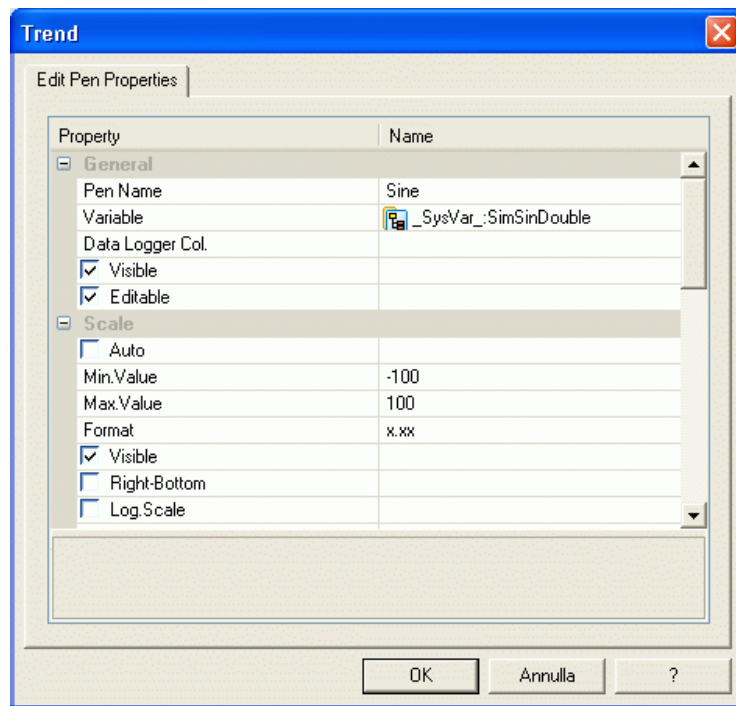 Trend
Edit Pen Properties
Property Name
General
Pen Name Sine
Variable _SysVar_:SimSinDouble
Data Logger Col.
Visible
Editable
Scale
Auto
Min.Value -100
Max.Value 100
Format x.xx
Visible
Right-Bottom
Log.Scale
OK Annulla ?